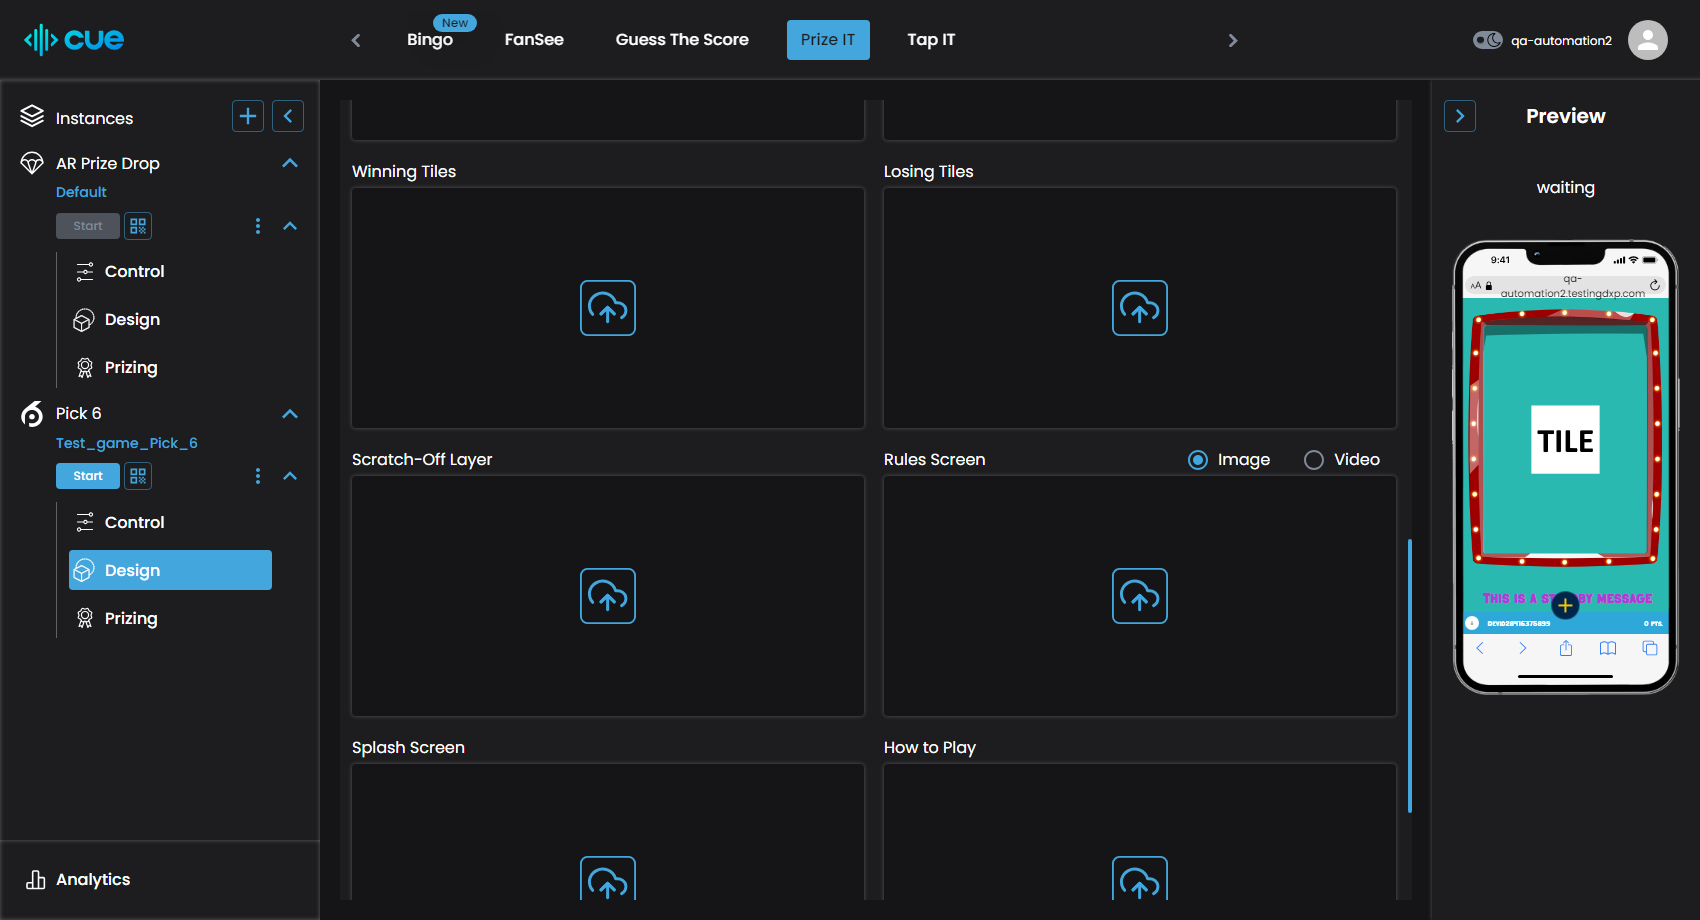 cue
New
Bingo
FanSee
Guess The Score
Prize IT
Tap IT
qa-automation2
Instances
AR Prize Drop
Default
Start
Control
Design
Prizing
Pick 6
Test_game_Pick_6
Start
Control
Design
Prizing
Analytics
Winning Tiles
Losing Tiles
Scratch-Off Layer
Rules Screen
Image
Video
Splash Screen
How to Play
Preview
waiting
9:41
AA
qa-
automation2.testingdxp.com
TILE
THIS IS A ST
BY MESSAGE
0 PTS.